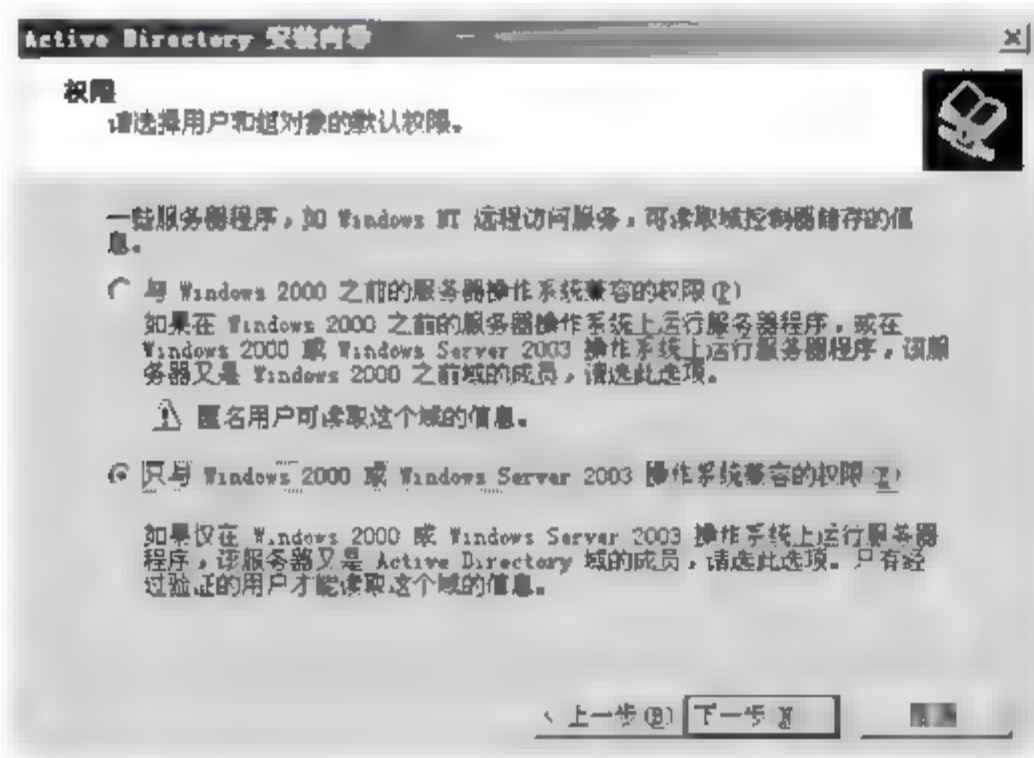 Active Directory 安装向导
权限
请选择用户和组对象的默认权限。
一些服务器程序，如 Windows NT 远程访问服务，可读取域控制器储存的信
息。
与 Windows 2000 之前的服务器操作系统兼容的权限(P)
如果在 Windows 2000 之前的服务器操作系统上运行服务器程序，或在
Windows 2000 或 Windows Server 2003 操作系统上运行服务器程序，该服
务器又是 Windows 2000 之前域的成员，请选此选项。
匿名用户可读取这个域的信息。
只与 Windows 2000 或 Windows Server 2003 操作系统兼容的权限
如果仅在 Windows 2000 或 Windows Server 2003 操作系统上运行服务器
程序，该服务器又是 Active Directory 域的成员，请选此选项。只有经
过验证的用户才能读取这个域的信息。
< 上一步(B)
下一步